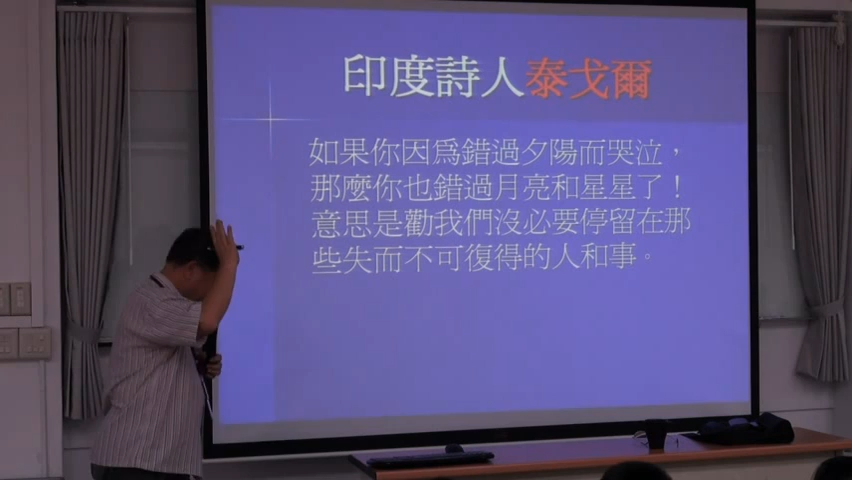 印度詩人泰戈爾
如果你因為錯過夕陽而哭泣，
那麼你也錯過月亮和星星了！
意思是勸我們沒必要停留在那
些失而不可復得的人和事。